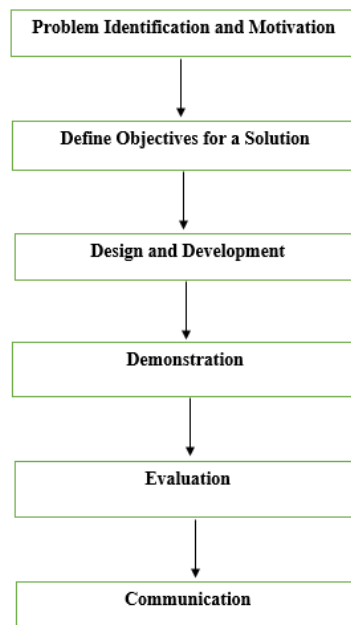 Problem Identification and Motivation
Define Objectives for a Solution
Design and Development
Demonstration
Evaluation
Communication